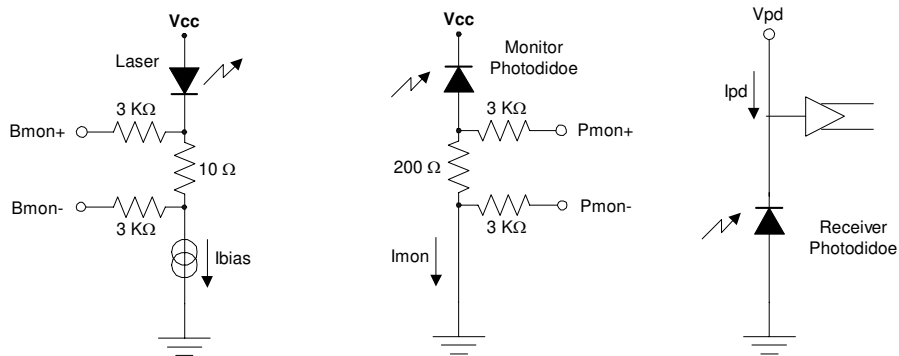 Vcc
Laser
3 KΩ
Bmon+
10 Ω
Bmon-
3 KΩ
Ibias
Vcc
Monitor
Photodidoe
3 KΩ
Pmon+
200 Ω
Pmon-
3 KΩ
Imon
Vpd
Ipd
Receiver
Photodidoe